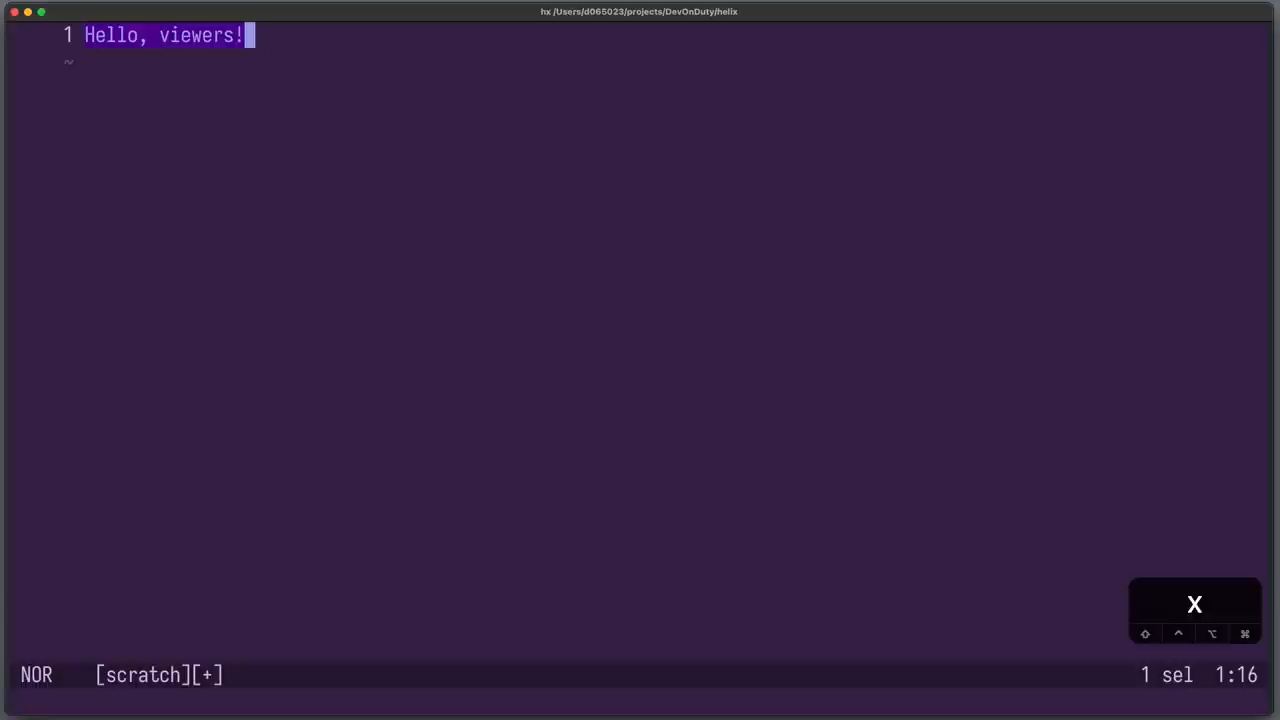 hx /Users/d065023/projects/DevOnDuty/helix
1 Hello, viewers!
~
X
⇧ ^ ⌥ ⌘
NOR [scratch][+] 1 sel 1:16